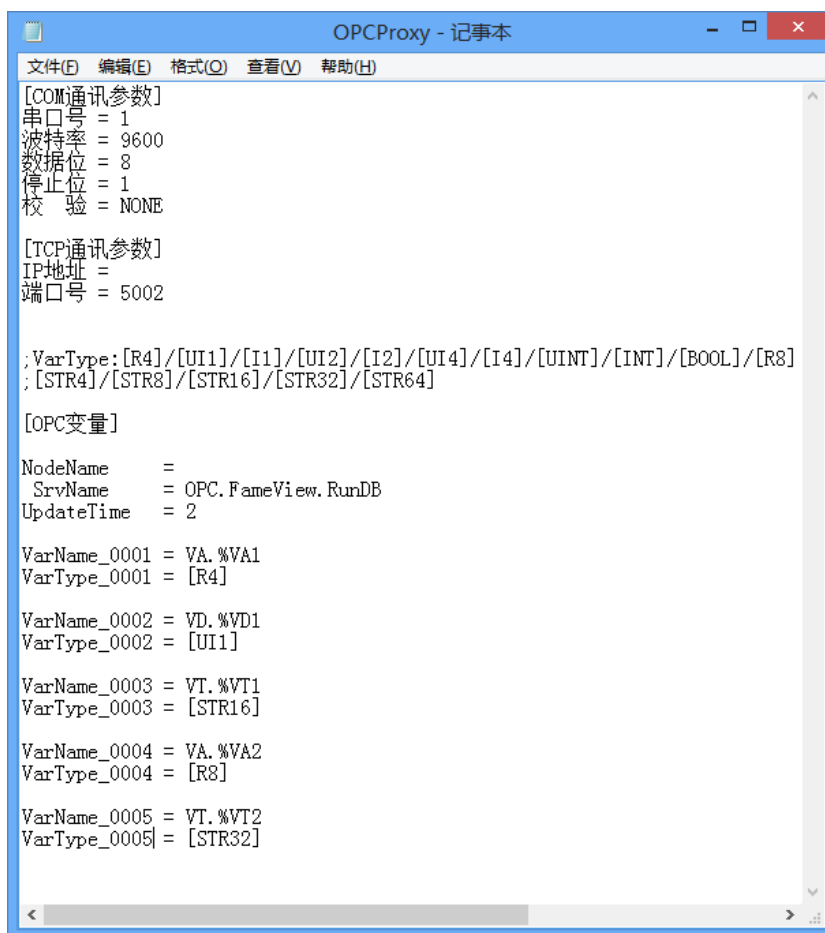 OPCProxy - 记事本
文件(F) 编辑(E) 格式(O) 查看(V) 帮助(H)
[COM通讯参数]
串口号 = 1
波特率 = 9600
数据位 = 8
停止位 = 1
校　验 = NONE
[TCP通讯参数]
IP地址 =
端口号 = 5002
;VarType:[R4]/[UI1]/[I1]/[UI2]/[I2]/[UI4]/[I4]/[UINT]/[INT]/[BOOL]/[R8]
;[STR4]/[STR8]/[STR16]/[STR32]/[STR64]
[OPC变量]
NodeName =
SrvName = OPC.FameView.RunDB
UpdateTime = 2
VarName_0001 = VA.%VA1
VarType_0001 = [R4]
VarName_0002 = VD.%VD1
VarType_0002 = [UI1]
VarName_0003 = VT.%VT1
VarType_0003 = [STR16]
VarName_0004 = VA.%VA2
VarType_0004 = [R8]
VarName_0005 = VT.%VT2
VarType_0005 = [STR32]